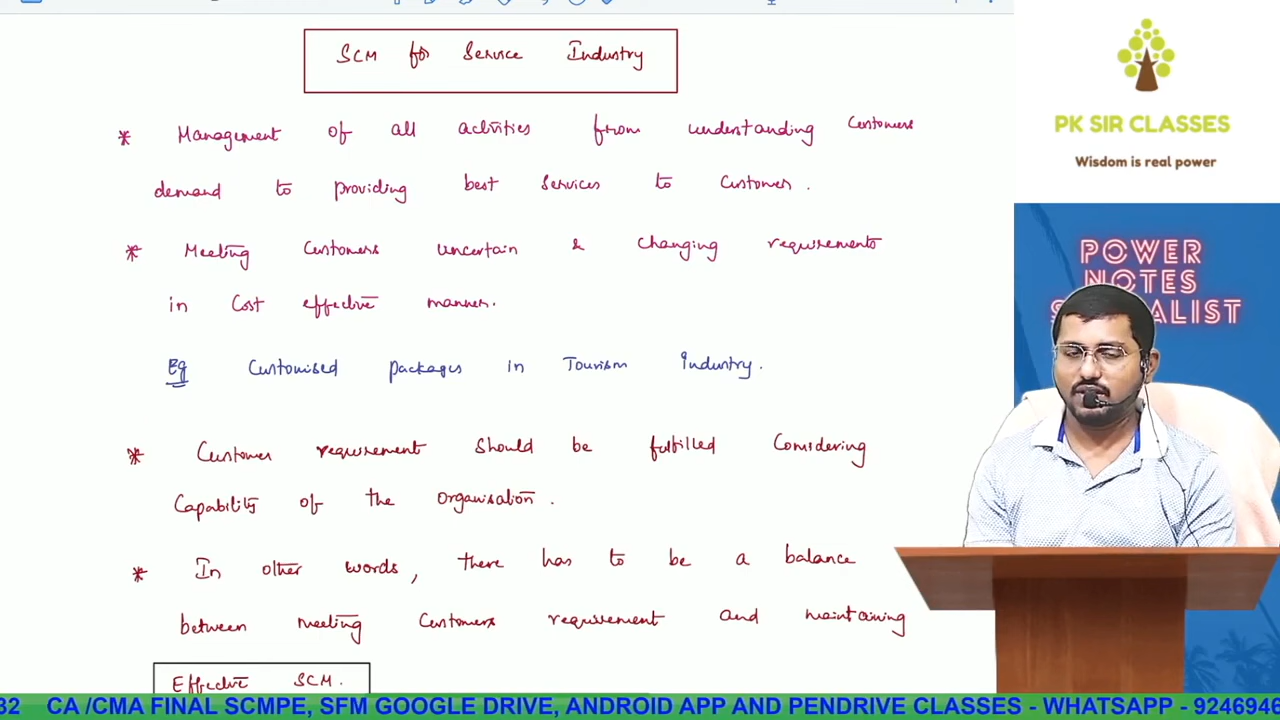 SCM for Service Industry
* Management of all activities from understanding Customers
demand to providing best Services to Customer.
* Meeting Customers uncertain & changing requirements
in Cost effective manner.
Eg Customised packages in Tourism Industry.
* Customer requirement should be fulfilled Considering
Capability of the Organisation.
* In other words, there has to be a balance
between meeting Customers requirement and maintaining
Effective SCM.
PK SIR CLASSES
Wisdom is real power
POWER
NOTES
32 CA /CMA FINAL SCMPE, SFM GOOGLE DRIVE, ANDROID APP AND PENDRIVE CLASSES - WHATSAPP - 9246946